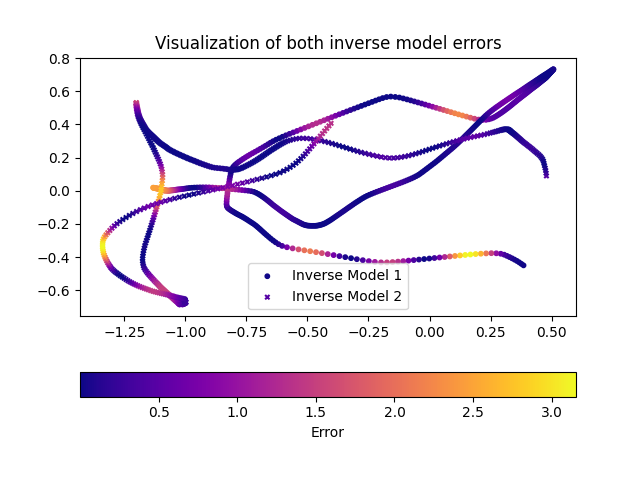 Visualization of both inverse model errors
0.8
0.6
0.4
0.2
0.0
−0.2
−0.4
−0.6
Inverse Model 1
Inverse Model 2
−1.25 −1.00 −0.75 −0.50 −0.25 0.00 0.25 0.50
0.5 1.0 1.5 2.0 2.5 3.0
Error